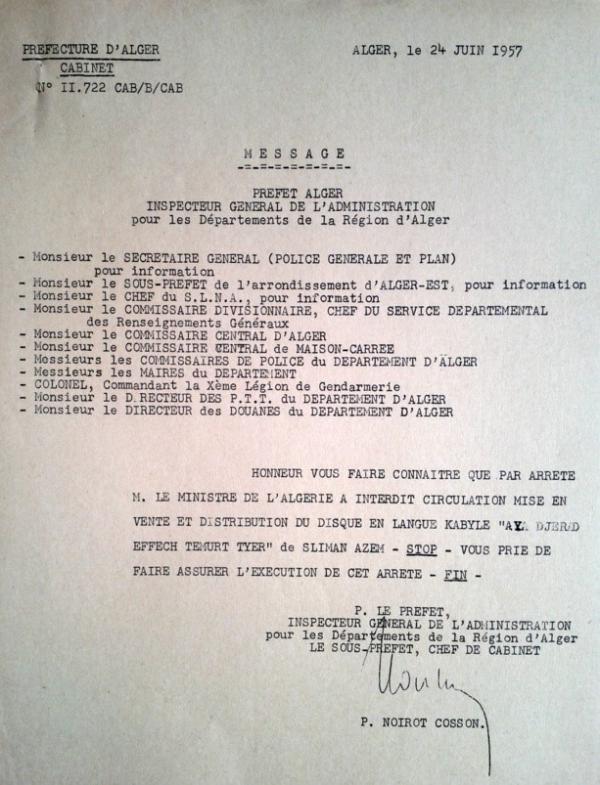 PREFECTURE D'ALGER
ALGER, le 24 JUIN 1957
CABINET
N° II.722 CAB/B/CAB
MESSAGE
-=-=-=-=-=-=-=-
PREFET ALGER
INSPECTEUR GENERAL DE L'ADMINISTRATION
pour les Départements de la Région d'Alger
- Monsieur le SECRETAIRE GENERAL (POLICE GENERALE ET PLAN)
pour information
- Monsieur le SOUS-PREFET de l'arrondissement d'ALGER-EST, pour information
- Monsieur le CHEF du S.L.N.A., pour information
- Monsieur le COMMISSAIRE DIVISIONNAIRE, CHEF DU SERVICE DEPARTEMENTAL
des Renseignements Généraux
- Monsieur le COMMISSAIRE CENTRAL D'ALGER
- Monsieur le COMMISSAIRE CENTRAL de MAISON-CARREE
- Messieurs les COMMISSAIRES DE POLICE du DEPARTEMENT D'ALGER
- Messieurs les MAIRES du DEPARTEMENT
- COLONEL, Commandant la Xème Légion de Gendarmerie
- Monsieur le D.RECTEUR DES P.T.T. du DEPARTEMENT D'ALGER
- Monsieur le DIRECTEUR des DOUANES du DEPARTEMENT D'ALGER
HONNEUR VOUS FAIRE CONNAITRE QUE PAR ARRETE
M. LE MINISTRE DE L'ALGERIE A INTERDIT CIRCULATION MISE EN
VENTE ET DISTRIBUTION DU DISQUE EN LANGUE KABYLE " DJERAD
EFFECH TEMURT TYER" de SLIMAN AZEM - STOP - VOUS PRIE DE
FAIRE ASSURER L'EXECUTION DE CET ARRETE - FIN -
P. LE PREFET,
INSPECTEUR GENERAL DE L'ADMINISTRATION
pour les Départements de la Région d'Alger
LE SOUS-PREFET, CHEF DE CABINET
P. NOIROT COSSON.